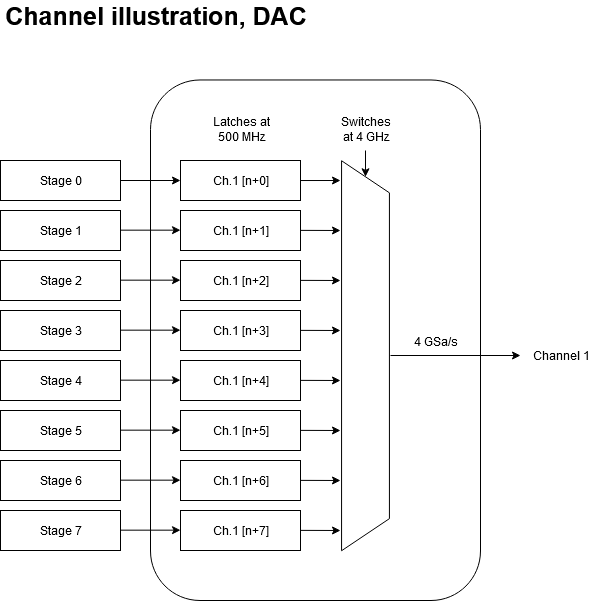 Channel illustration, DAC
Latches at
500 MHz
Switches
at 4 GHz
Stage 0
Ch.1 [n+0]
Stage 1
Ch.1 [n+1]
Stage 2
Ch.1 [n+2]
Stage 3
Ch.1 [n+3]
4 GSa/s
Channel 1
Stage 4
Ch.1 [n+4]
Stage 5
Ch.1 [n+5]
Stage 6
Ch.1 [n+6]
Stage 7
Ch.1 [n+7]